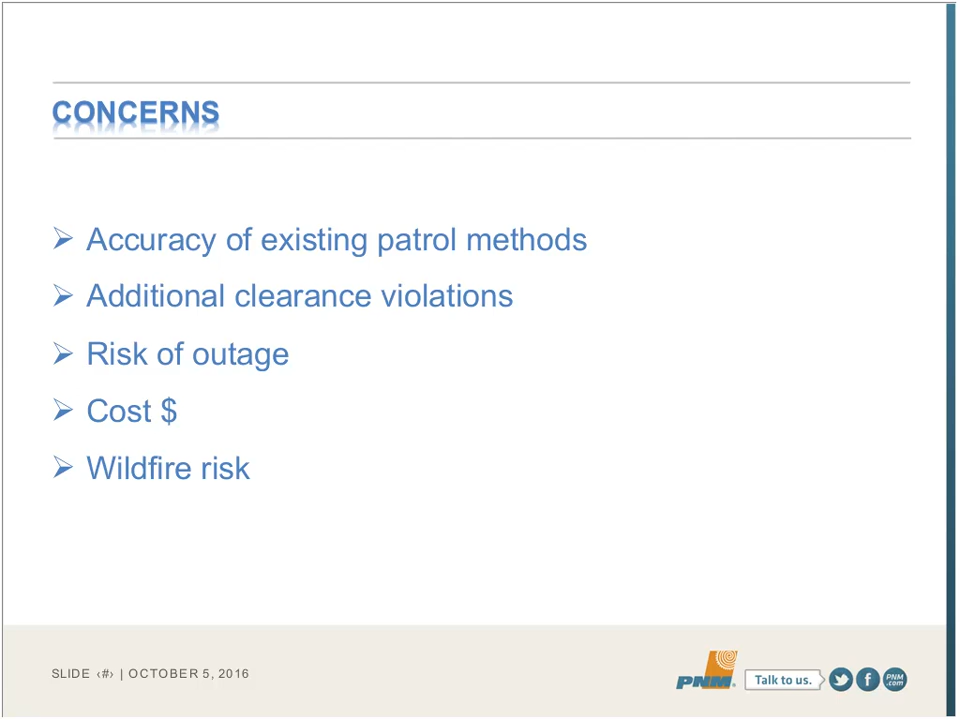 CONCERNS
➢ Accuracy of existing patrol methods
➢ Additional clearance violations
➢ Risk of outage
➢ Cost $
➢ Wildfire risk
SLIDE ‹#› | OCTOBER 5, 2016
PNM
Talk to us.
f
PNM
.com